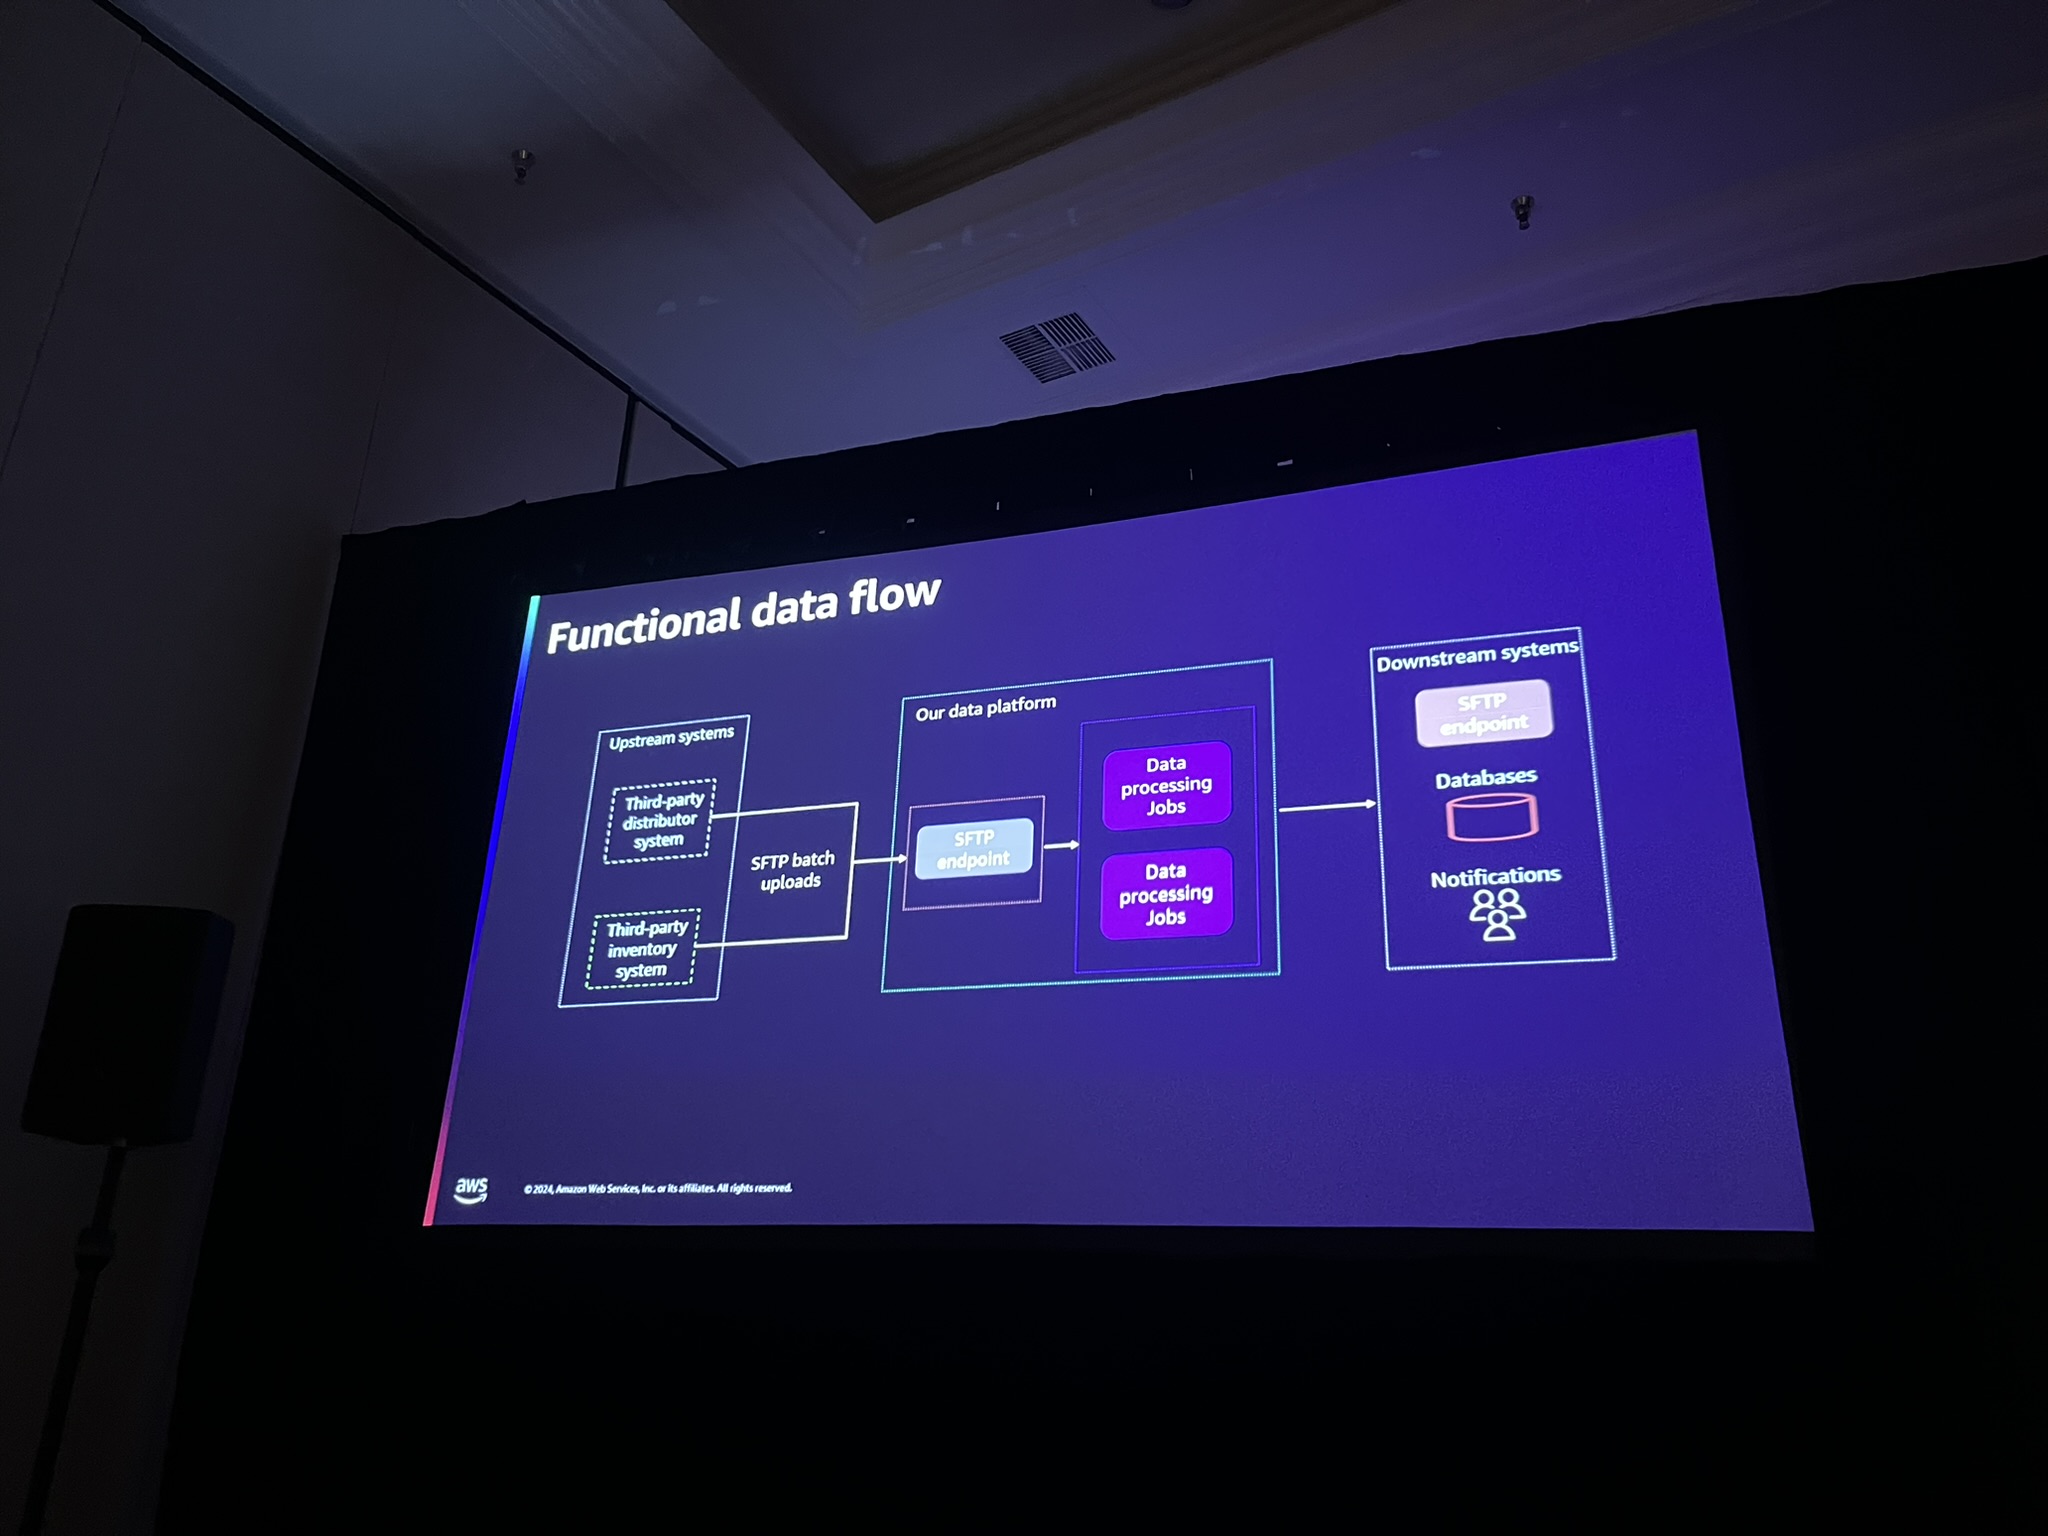 Functional data flow
Upstream systems
Third-party
distributor
system
Third-party
inventory
system
SFTP batch
uploads
Our data platform
SFTP
endpoint
Data
processing
Jobs
Data
processing
Jobs
Downstream systems
SFTP
endpoint
Databases
Notifications
aws
© 2024, Amazon Web Services, Inc. or its affiliates. All rights reserved.